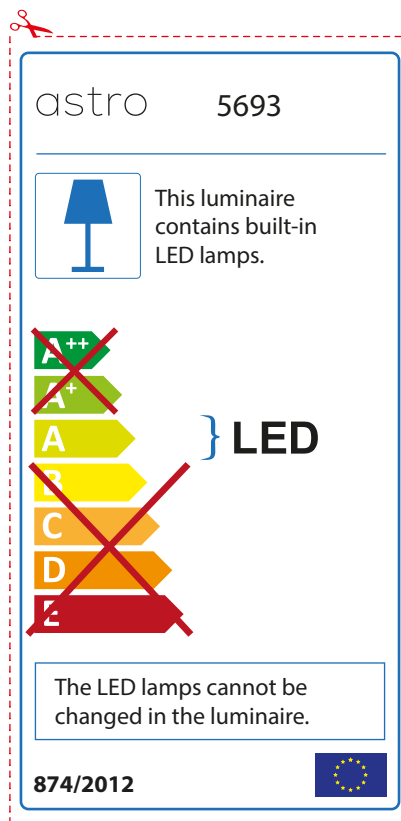 astro 5693
This luminaire
contains built-in
LED lamps.
A++
A+
A
} LED
B
C
D
E
The LED lamps cannot be
changed in the luminaire.
874/2012